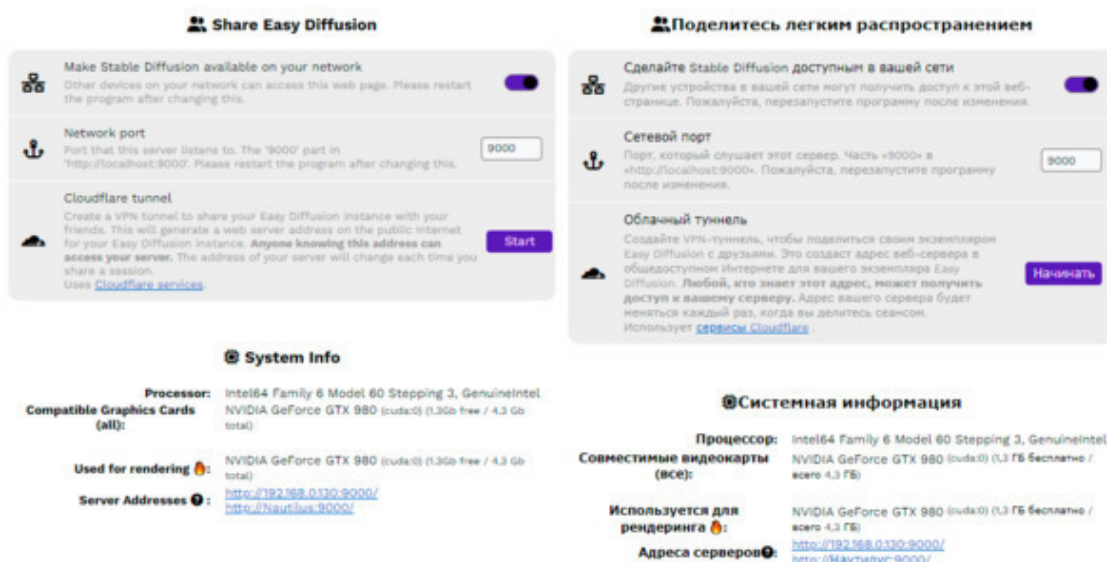 Share Easy Diffusion
Make Stable Diffusion available on your network
Other devices on your network can access this web page. Please restart
the program after changing this.
Network port
Port that this server listens to. The '9000' part in
'http://localhost:9000'. Please restart the program after changing this.
9000
Cloudflare tunnel
Create a VPN tunnel to share your Easy Diffusion instance with your
friends. This will generate a web server address on the public internet
for your Easy Diffusion instance. Anyone knowing this address can
access your server. The address of your server will change each time you
share a session.
Uses Cloudflare services.
Start
System Info
Processor: Intel64 Family 6 Model 60 Stepping 3, GenuineIntel
Compatible Graphics Cards NVIDIA GeForce GTX 980 (cuda:0) (1.3Gb free / 4.3 Gb
(all): total)
Used for rendering 🔥: NVIDIA GeForce GTX 980 (cuda:0) (1.3Gb free / 4.3 Gb
total)
Server Addresses ? : http://192.168.0.130:9000/
http://Nautilus:9000/
Поделитесь легким распространением
Сделайте Stable Diffusion доступным в вашей сети
Другие устройства в вашей сети могут получить доступ к этой веб-
странице. Пожалуйста, перезапустите программу после изменения.
Сетевой порт
Порт, который слушает этот сервер. Часть «9000» в
«http://localhost:9000». Пожалуйста, перезапустите программу
после изменения.
9000
Облачный туннель
Создайте VPN-туннель, чтобы поделиться своим экземпляром
Easy Diffusion с друзьями. Это создаст адрес веб-сервера в
общедоступном Интернете для вашего экземпляра Easy
Diffusion. Любой, кто знает этот адрес, может получить
доступ к вашему серверу. Адрес вашего сервера будет
меняться каждый раз, когда вы делитесь сеансом.
Использует сервисы Cloudflare .
Начинать
Системная информация
Процессор: Intel64 Family 6 Model 60 Stepping 3, GenuineIntel
Совместимые видеокарты NVIDIA GeForce GTX 980 (cuda:0) (1,3 ГБ бесплатно /
(все): всего 4,3 ГБ)
Используется для NVIDIA GeForce GTX 980 (cuda:0) (1,3 ГБ бесплатно /
рендеринга 🔥: всего 4,3 ГБ)
Адреса серверов?: http://192.168.0.130:9000/
http://Наутилус:9000/